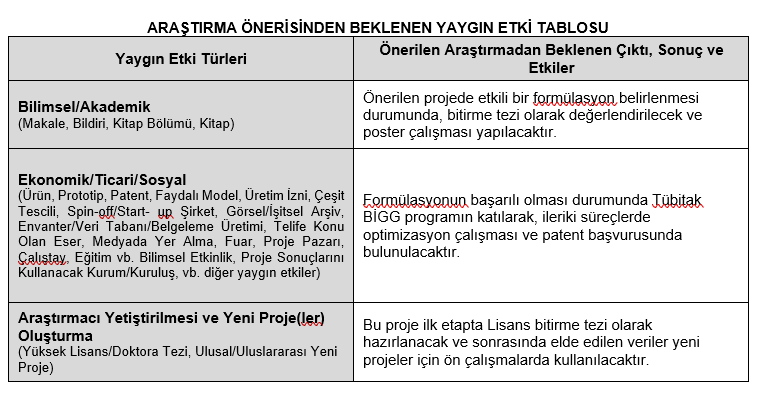 ARAŞTIRMA ÖNERİSİNDEN BEKLENEN YAYGIN ETKİ TABLOSU
Yaygın Etki Türleri
Önerilen Araştırmadan Beklenen Çıktı, Sonuç ve
Etkiler
Bilimsel/Akademik
(Makale, Bildiri, Kitap Bölümü, Kitap)
Önerilen projede etkili bir formülasyon belirlenmesi
durumunda, bitirme tezi olarak değerlendirilecek ve
poster çalışması yapılacaktır.
Ekonomik/Ticari/Sosyal
(Ürün, Prototip, Patent, Faydalı Model, Üretim İzni, Çeşit
Tescili, Spin-off/Start- up Şirket, Görsel/İşitsel Arşiv,
Envanter/Veri Tabanı/Belgeleme Üretimi, Telife Konu
Olan Eser, Medyada Yer Alma, Fuar, Proje Pazarı,
Çalıştay, Eğitim vb. Bilimsel Etkinlik, Proje Sonuçlarını
Kullanacak Kurum/Kuruluş, vb. diğer yaygın etkiler)
Formülasyonun başarılı olması durumunda Tübitak
BİGG programın katılarak, ileriki süreçlerde
optimizasyon çalışması ve patent başvurusunda
bulunulacaktır.
Araştırmacı Yetiştirilmesi ve Yeni Proje(ler)
Oluşturma
(Yüksek Lisans/Doktora Tezi, Ulusal/Uluslararası Yeni
Proje)
Bu proje ilk etapta Lisans bitirme tezi olarak
hazırlanacak ve sonrasında elde edilen veriler yeni
projeler için ön çalışmalarda kullanılacaktır.